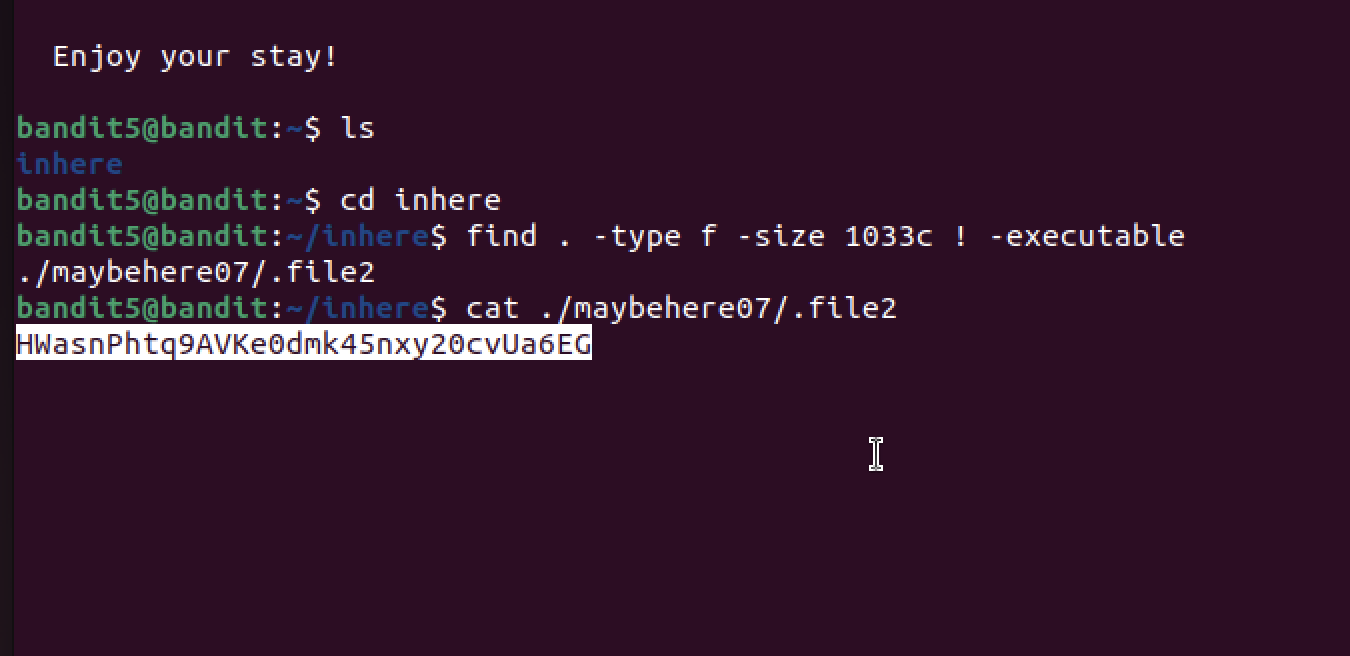 Enjoy your stay!
bandit5@bandit:~$ ls
inhere
bandit5@bandit:~$ cd inhere
bandit5@bandit:~/inhere$ find . -type f -size 1033c ! -executable
./maybehere07/.file2
bandit5@bandit:~/inhere$ cat ./maybehere07/.file2
HWasnPhtq9AVKe0dmk45nxy20cvUa6EG